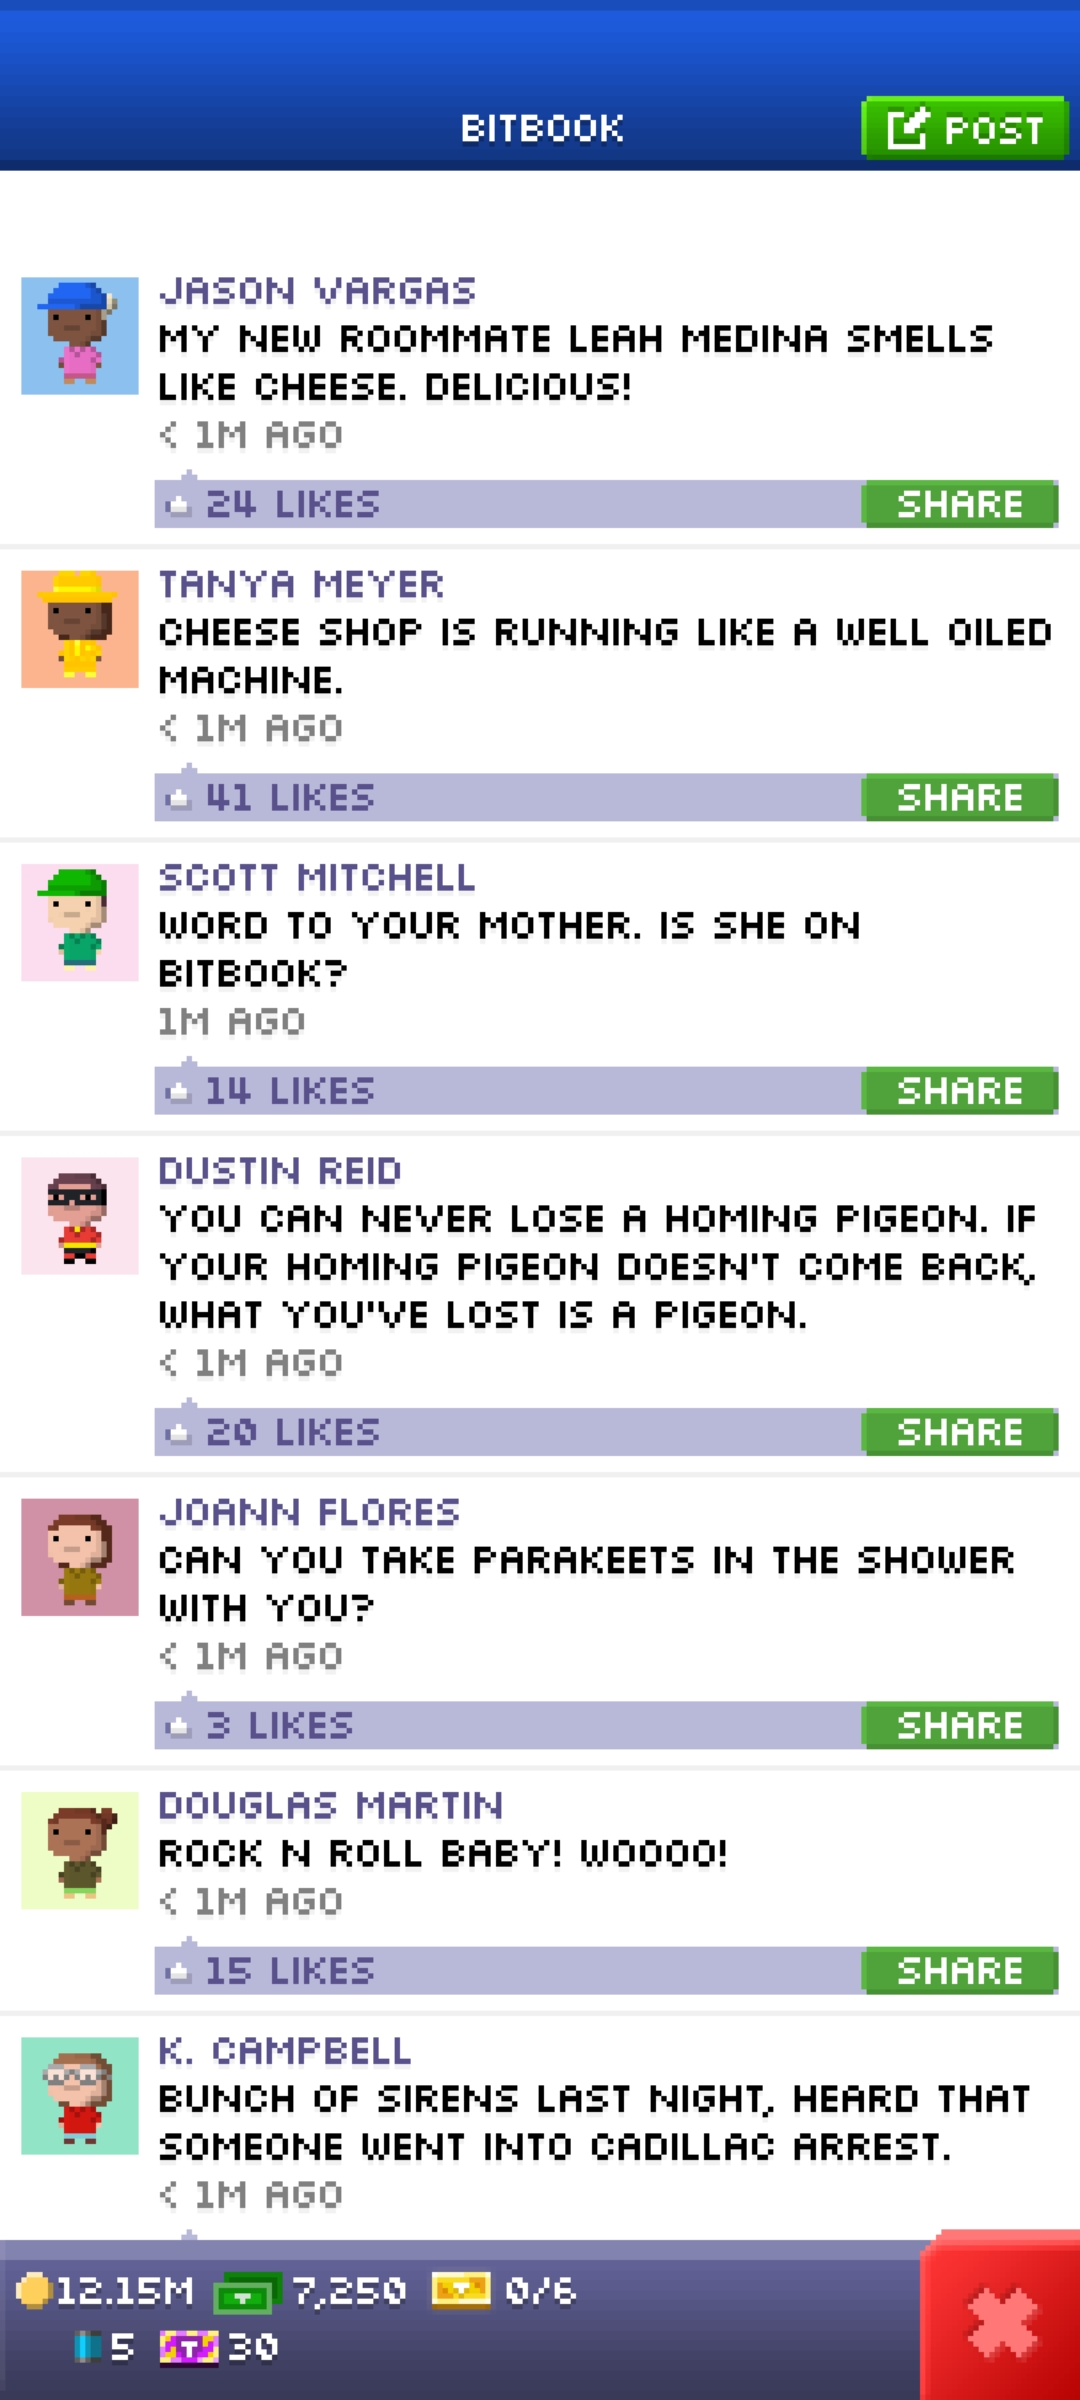 BITBOOK
POST
JASON VARGAS
MY NEW ROOMMATE LEAH MEDINA SMELLS
LIKE CHEESE. DELICIOUS!
< 1M AGO
24 LIKES
SHARE
TANYA MEYER
CHEESE SHOP IS RUNNING LIKE A WELL OILED
MACHINE.
< 1M AGO
41 LIKES
SHARE
SCOTT MITCHELL
WORD TO YOUR MOTHER. IS SHE ON
BITBOOK?
1M AGO
14 LIKES
SHARE
DUSTIN REID
YOU CAN NEVER LOSE A HOMING PIGEON. IF
YOUR HOMING PIGEON DOESN'T COME BACK,
WHAT YOU'VE LOST IS A PIGEON.
< 1M AGO
20 LIKES
SHARE
JOANN FLORES
CAN YOU TAKE PARAKEETS IN THE SHOWER
WITH YOU?
< 1M AGO
3 LIKES
SHARE
DOUGLAS MARTIN
ROCK N ROLL BABY! WOOOO!
< 1M AGO
15 LIKES
SHARE
K. CAMPBELL
BUNCH OF SIRENS LAST NIGHT, HEARD THAT
SOMEONE WENT INTO CADILLAC ARREST.
< 1M AGO
12.15M 7,250 0/6
5 T 30